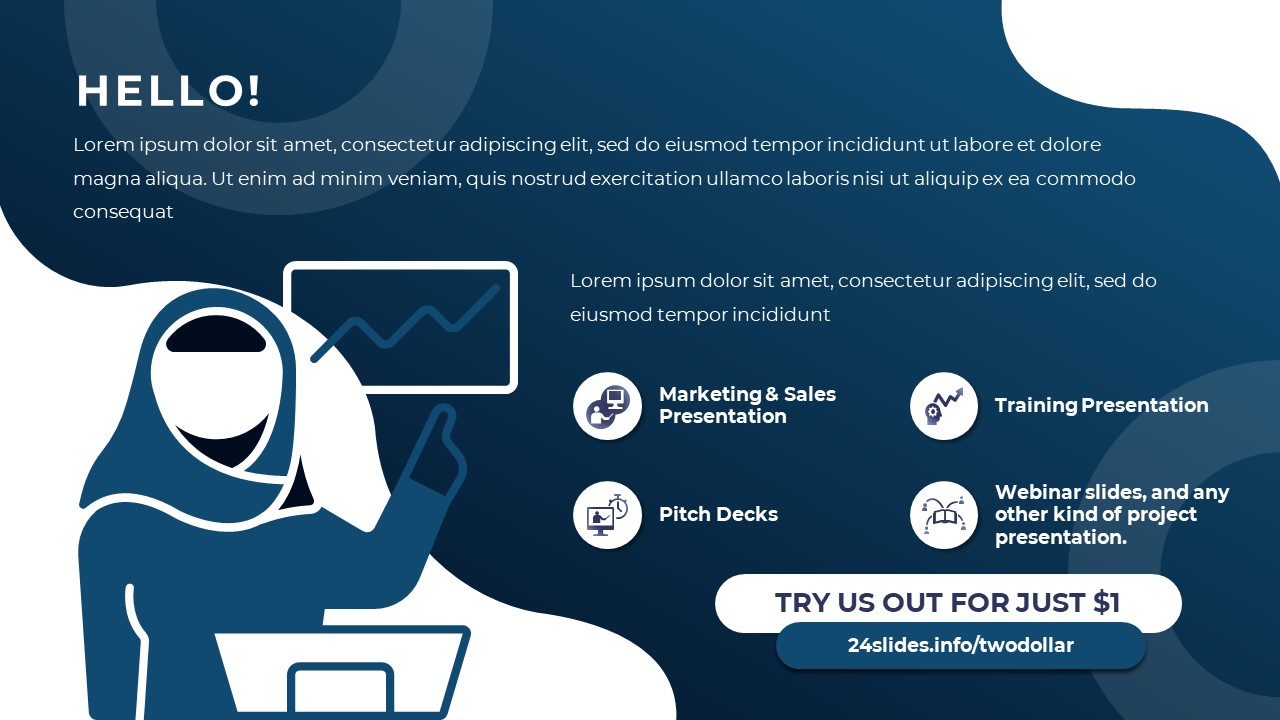 HELLO!
Lorem ipsum dolor sit amet, consectetur adipiscing elit, sed do eiusmod tempor incididunt ut labore et dolore
magna aliqua. Ut enim ad minim veniam, quis nostrud exercitation ullamco laboris nisi ut aliquip ex ea commodo
consequat
Lorem ipsum dolor sit amet, consectetur adipiscing elit, sed do
eiusmod tempor incididunt
Marketing & Sales
Presentation
Training Presentation
Pitch Decks
Webinar slides, and any
other kind of project
presentation.
TRY US OUT FOR JUST $1
24slides.info/twodollar